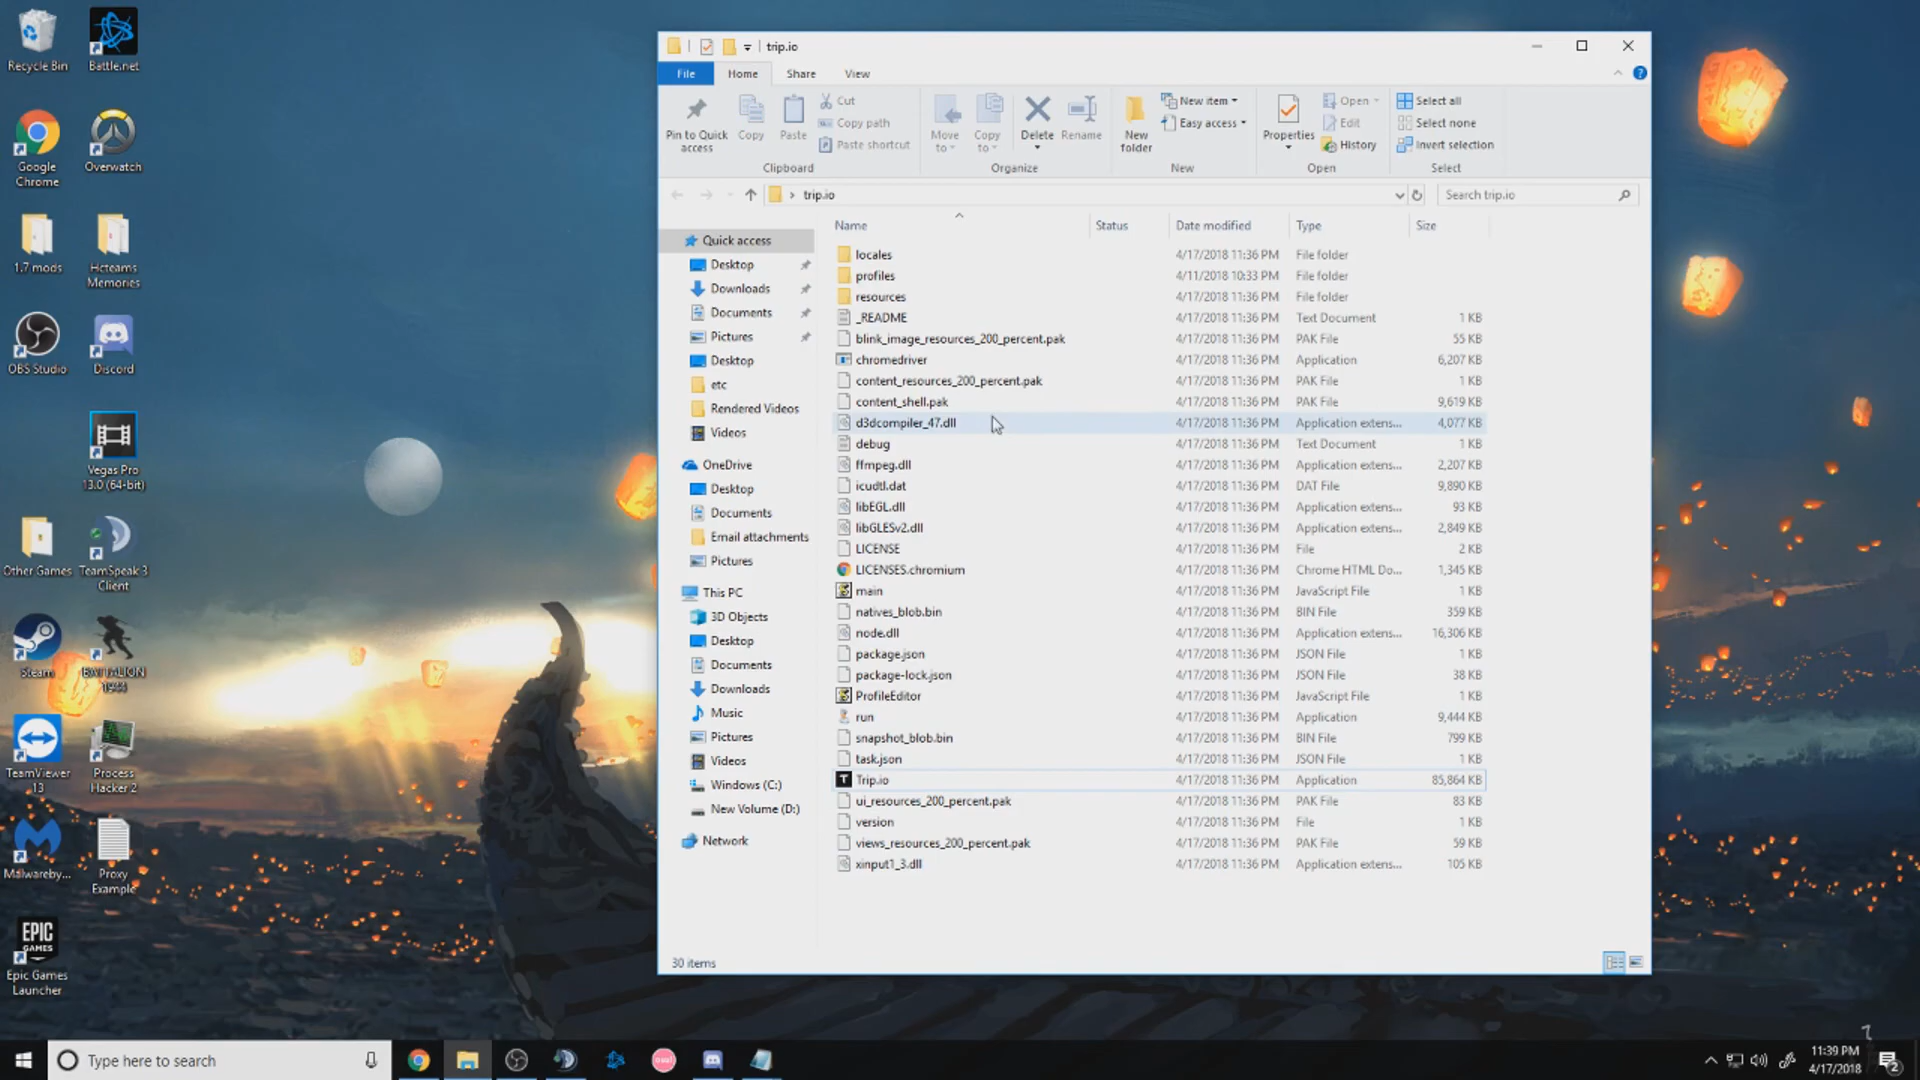 Recycle Bin
Battle.net
Google Chrome
Overwatch
1.7 mods
Hcteams Memories
OBS Studio
Discord
Vegas Pro 13.0 (64-bit)
Other Games
TeamSpeak 3 Client
Steam
BATTALION 1944
TeamViewer 13
Process Hacker 2
Malwareby...
Proxy Example
EPIC GAMES
Epic Games Launcher
trip.io
File
Home
Share
View
Pin to Quick access
Copy
Paste
Cut
Copy path
Paste shortcut
Clipboard
Move to
Copy to
Delete
Rename
Organize
New folder
New item
Easy access
New
Properties
Open
Edit
History
Open
Select all
Select none
Invert selection
Select
trip.io
Search trip.io
Quick access
Desktop
Downloads
Documents
Pictures
Desktop
etc
Rendered Videos
Videos
OneDrive
Desktop
Documents
Email attachments
Pictures
This PC
3D Objects
Desktop
Documents
Downloads
Music
Pictures
Videos
Windows (C:)
New Volume (D:)
Network
Name Status Date modified Type Size
locales 4/17/2018 11:36 PM File folder
profiles 4/11/2018 10:33 PM File folder
resources 4/17/2018 11:36 PM File folder
_README 4/17/2018 11:36 PM Text Document 1 KB
blink_image_resources_200_percent.pak 4/17/2018 11:36 PM PAK File 55 KB
chromedriver 4/17/2018 11:36 PM Application 6,207 KB
content_resources_200_percent.pak 4/17/2018 11:36 PM PAK File 1 KB
content_shell.pak 4/17/2018 11:36 PM PAK File 9,619 KB
d3dcompiler_47.dll 4/17/2018 11:36 PM Application extens... 4,077 KB
debug 4/17/2018 11:36 PM Text Document 1 KB
ffmpeg.dll 4/17/2018 11:36 PM Application extens... 2,207 KB
icudtl.dat 4/17/2018 11:36 PM DAT File 9,890 KB
libEGL.dll 4/17/2018 11:36 PM Application extens... 93 KB
libGLESv2.dll 4/17/2018 11:36 PM Application extens... 2,849 KB
LICENSE 4/17/2018 11:36 PM File 2 KB
LICENSES.chromium 4/17/2018 11:36 PM Chrome HTML Do... 1,345 KB
main 4/17/2018 11:36 PM JavaScript File 1 KB
natives_blob.bin 4/17/2018 11:36 PM BIN File 359 KB
node.dll 4/17/2018 11:36 PM Application extens... 16,306 KB
package.json 4/17/2018 11:36 PM JSON File 1 KB
package-lock.json 4/17/2018 11:36 PM JSON File 38 KB
ProfileEditor 4/17/2018 11:36 PM JavaScript File 1 KB
run 4/17/2018 11:36 PM Application 9,444 KB
snapshot_blob.bin 4/17/2018 11:36 PM BIN File 799 KB
task.json 4/17/2018 11:36 PM JSON File 1 KB
T Trip.io 4/17/2018 11:36 PM Application 85,864 KB
ui_resources_200_percent.pak 4/17/2018 11:36 PM PAK File 83 KB
version 4/17/2018 11:36 PM File 1 KB
views_resources_200_percent.pak 4/17/2018 11:36 PM PAK File 59 KB
xinput1_3.dll 4/17/2018 11:36 PM Application extens... 105 KB
30 items
Type here to search
11:39 PM
4/17/2018
2